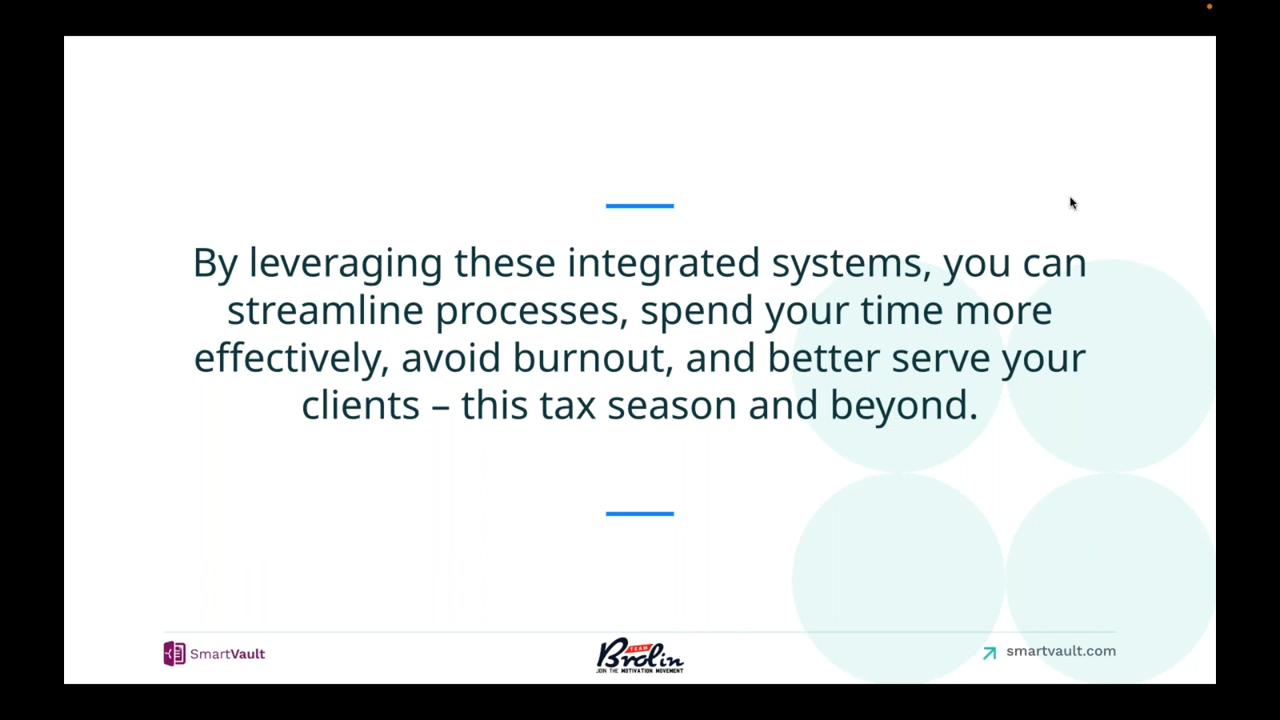 By leveraging these integrated systems, you can
streamline processes, spend your time more
effectively, avoid burnout, and better serve your
clients – this tax season and beyond.
SmartVault
TEAM
Brolin
JOIN THE MOTIVATION MOVEMENT
smartvault.com